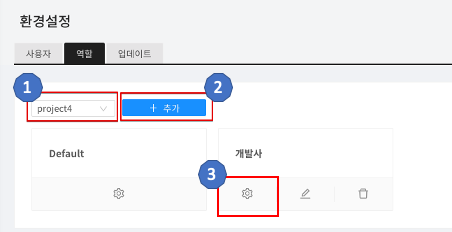 환경설정
사용자 역할 업데이트
1 2
project4 + 추가
Default 개발사
3